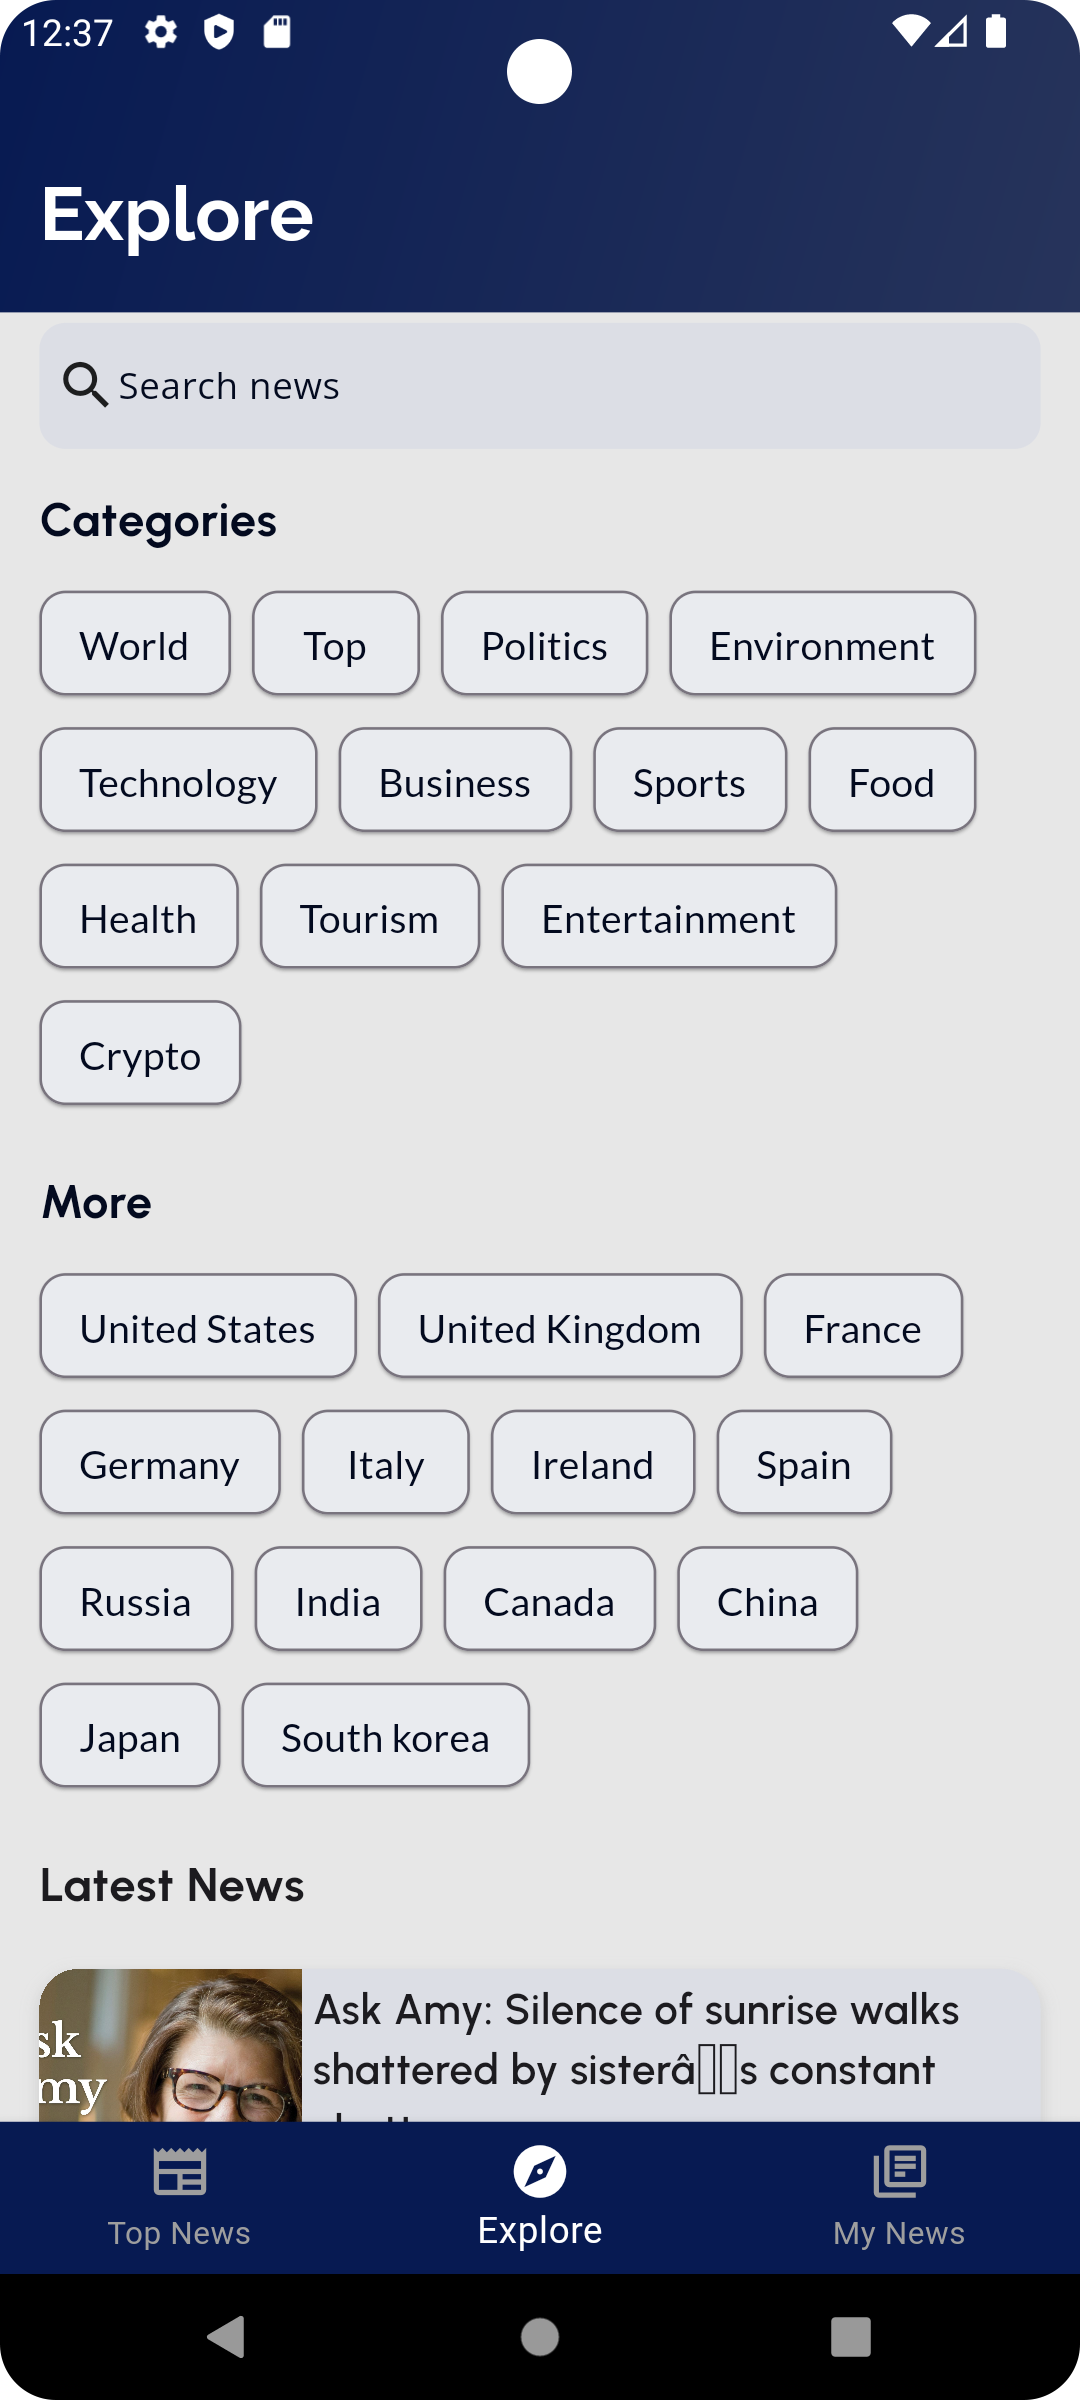 12:37
Explore
Search news
Categories
World Top Politics Environment
Technology Business Sports Food
Health Tourism Entertainment
Crypto
More
United States United Kingdom France
Germany Italy Ireland Spain
Russia India Canada China
Japan South korea
Latest News
sk
my
Ask Amy: Silence of sunrise walks
shattered by sisterâ▯▯s constant
Top News Explore My News